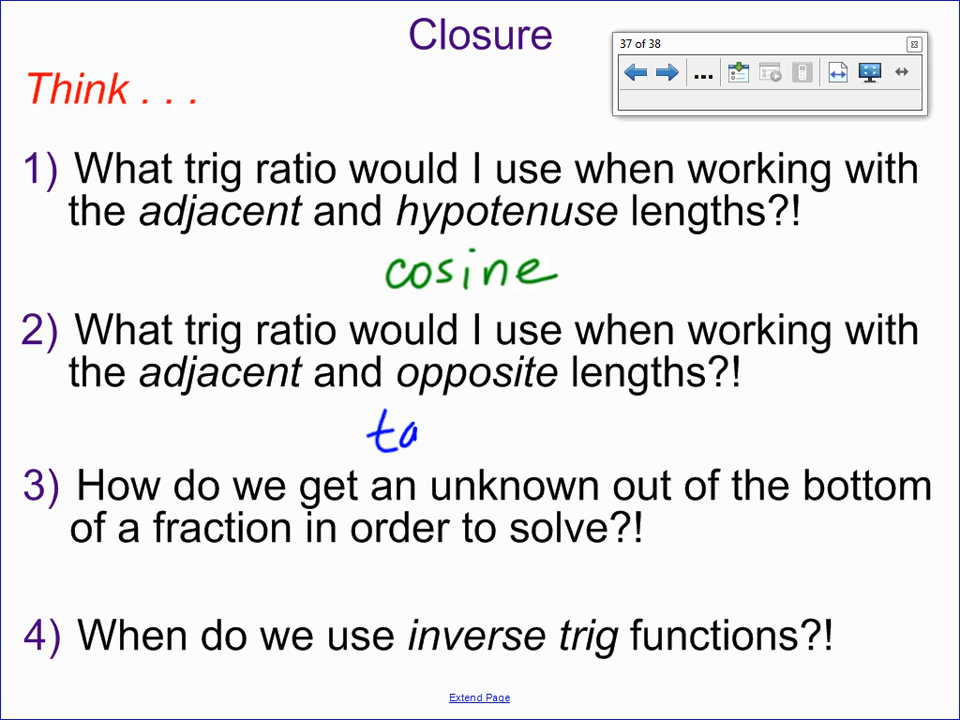 Closure
37 of 38
Think . . .
1) What trig ratio would I use when working with
the adjacent and hypotenuse lengths?!
cosine
2) What trig ratio would I use when working with
the adjacent and opposite lengths?!
ta
3) How do we get an unknown out of the bottom
of a fraction in order to solve?!
4) When do we use inverse trig functions?!
Extend Page